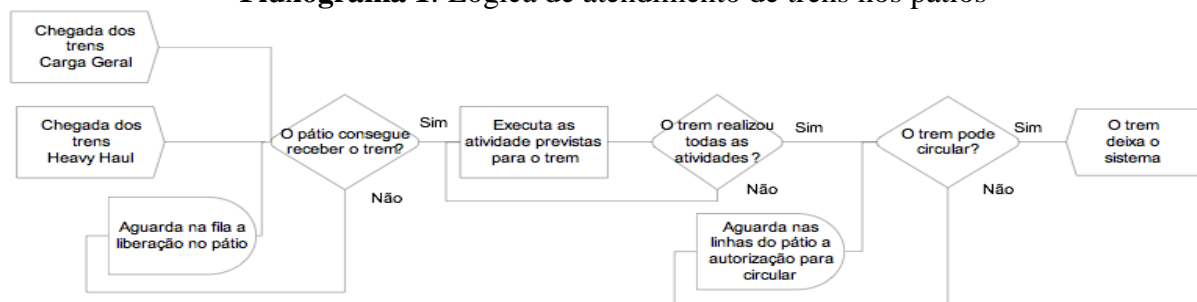 Fluxograma 1: Lógica de atendimento de trens nos pátios
Chegada dos
trens
Carga Geral
Chegada dos
trens
Heavy Haul
Aguarda na fila a
liberação no pátio
O pátio consegue
receber o trem?
Sim
Não
Executa as
atividade previstas
para o trem
O trem realizou
todas as
atividades?
Sim
Não
Aguarda nas
linhas do pátio a
autorização para
circular
O trem pode
circular?
Sim
Não
O trem
deixa o
sistema